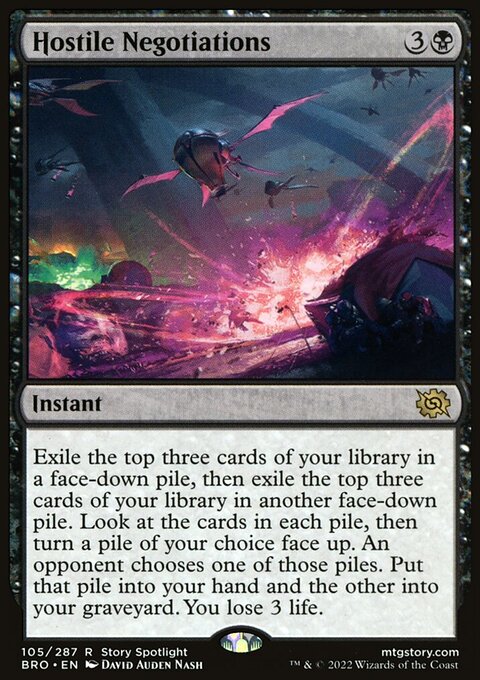 Hostile Negotiations 3
Instant
Exile the top three cards of your library in
a face-down pile, then exile the top three
cards of your library in another face-down
pile. Look at the cards in each pile, then
turn a pile of your choice face up. An
opponent chooses one of those piles. Put
that pile into your hand and the other into
your graveyard. You lose 3 life.
105/287 R Story Spotlight mtgstory.com
BRO • EN David Auden Nash ™ & © 2022 Wizards of the Coast